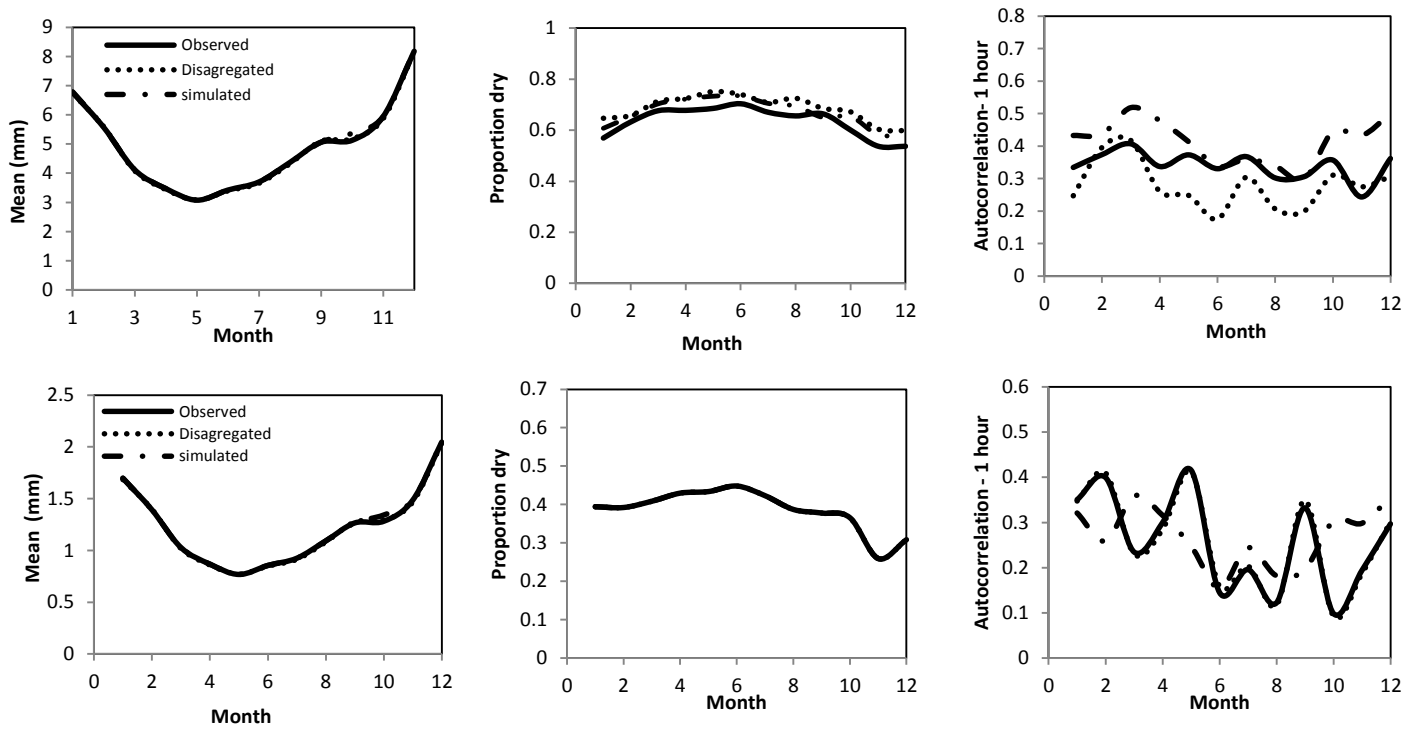 9
8
7
6
5
4
3
2
1
0
Mean (mm)
Observed
Disagregated
simulated
1 3 5 7 9 11
Month
1
0.8
0.6
0.4
0.2
0
Proportion dry
0 2 4 6 8 10 12
Month
0.8
0.7
0.6
0.5
0.4
0.3
0.2
0.1
0
Autocorrelation- 1 hour
0 2 4 6 8 10 12
Month
2.5
2
1.5
1
0.5
0
Mean (mm)
Observed
Disagregated
simulated
0 2 4 6 8 10 12
Month
0.7
0.6
0.5
0.4
0.3
0.2
0.1
0
Proportion dry
0 2 4 6 8 10 12
Month
0.6
0.5
0.4
0.3
0.2
0.1
0
Autocorrelation - 1 hour
0 2 4 6 8 10 12
Month